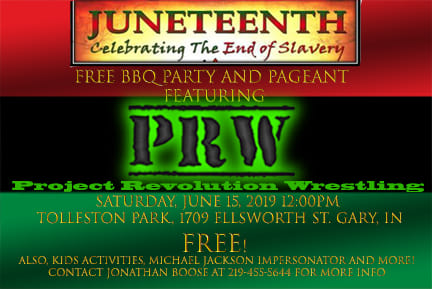 JUNETEENTH
Celebrating The End of Slavery
FREE BBQ PARTY AND PAGEANT
FEATURING
PRW
Project Revolution Wrestling
SATURDAY, JUNE 15, 2019 12:00PM
TOLLESTON PARK, 1709 ELLSWORTH ST. GARY, IN
FREE!
ALSO, KIDS ACTIVITIES, MICHAEL JACKSON IMPERSONATOR AND MORE!
CONTACT JONATHAN BOOSE AT 219-455-5644 FOR MORE INFO